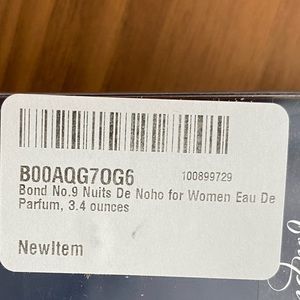 B00AQG7OG6 100899729
Bond No.9 Nuits De Noho for Women Eau De
Parfum, 3.4 ounces
NewItem